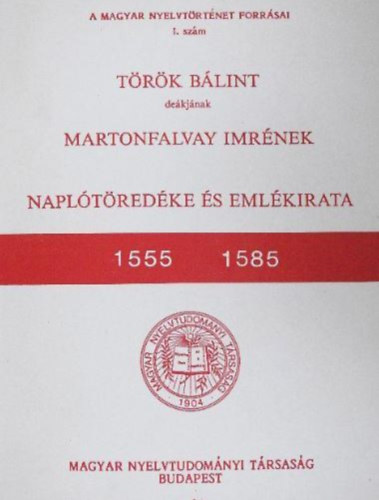 A MAGYAR NYELVTÖRTÉNET FORRÁSAI
1. szám
TÖRÖK BÁLINT
deákjának
MARTONFALVAY IMRÉNEK
NAPLÓTÖREDÉKE ÉS EMLÉKIRATA
1555 1585
MAGYAR NYELVTUDOMÁNYI TÁRSASÁG
1904
MAGYAR NYELVTUDOMÁNYI TÁRSASÁG
BUDAPEST